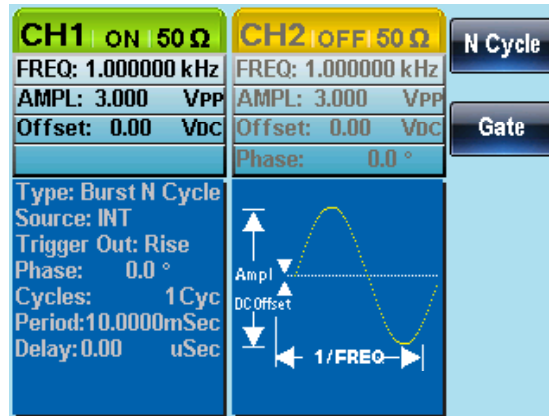 CH1 ON 50 Ω
FREQ: 1.000000 kHz
AMPL: 3.000 VPP
Offset: 0.00 VDC
CH2 OFF 50 Ω
FREQ: 1.000000 kHz
AMPL: 3.000 VPP
Offset: 0.00 VDC
Phase: 0.0 °
N Cycle
Gate
Type: Burst N Cycle
Source: INT
Trigger Out: Rise
Phase: 0.0 °
Cycles: 1Cyc
Period:10.0000mSec
Delay:0.00 uSec
Ampl
DC Offset
1/FREQ